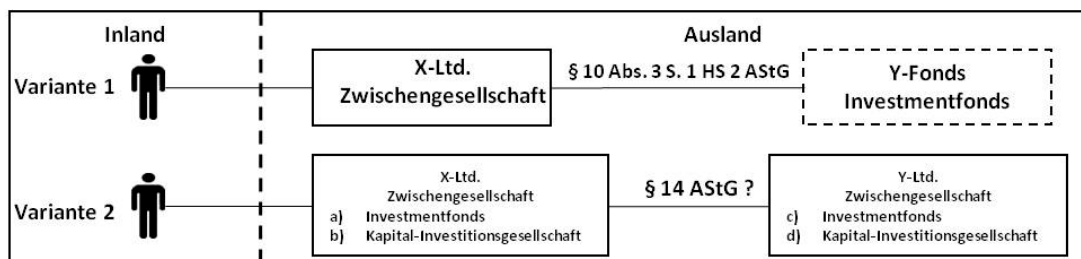 Inland
Ausland
Variante 1
X-Ltd.
Zwischengesellschaft
§ 10 Abs. 3 S. 1 HS 2 AStG
Y-Fonds
Investmentfonds
Variante 2
X-Ltd.
Zwischengesellschaft
a) Investmentfonds
b) Kapital-Investitionsgesellschaft
§ 14 AStG ?
Y-Ltd.
Zwischengesellschaft
c) Investmentfonds
d) Kapital-Investitionsgesellschaft